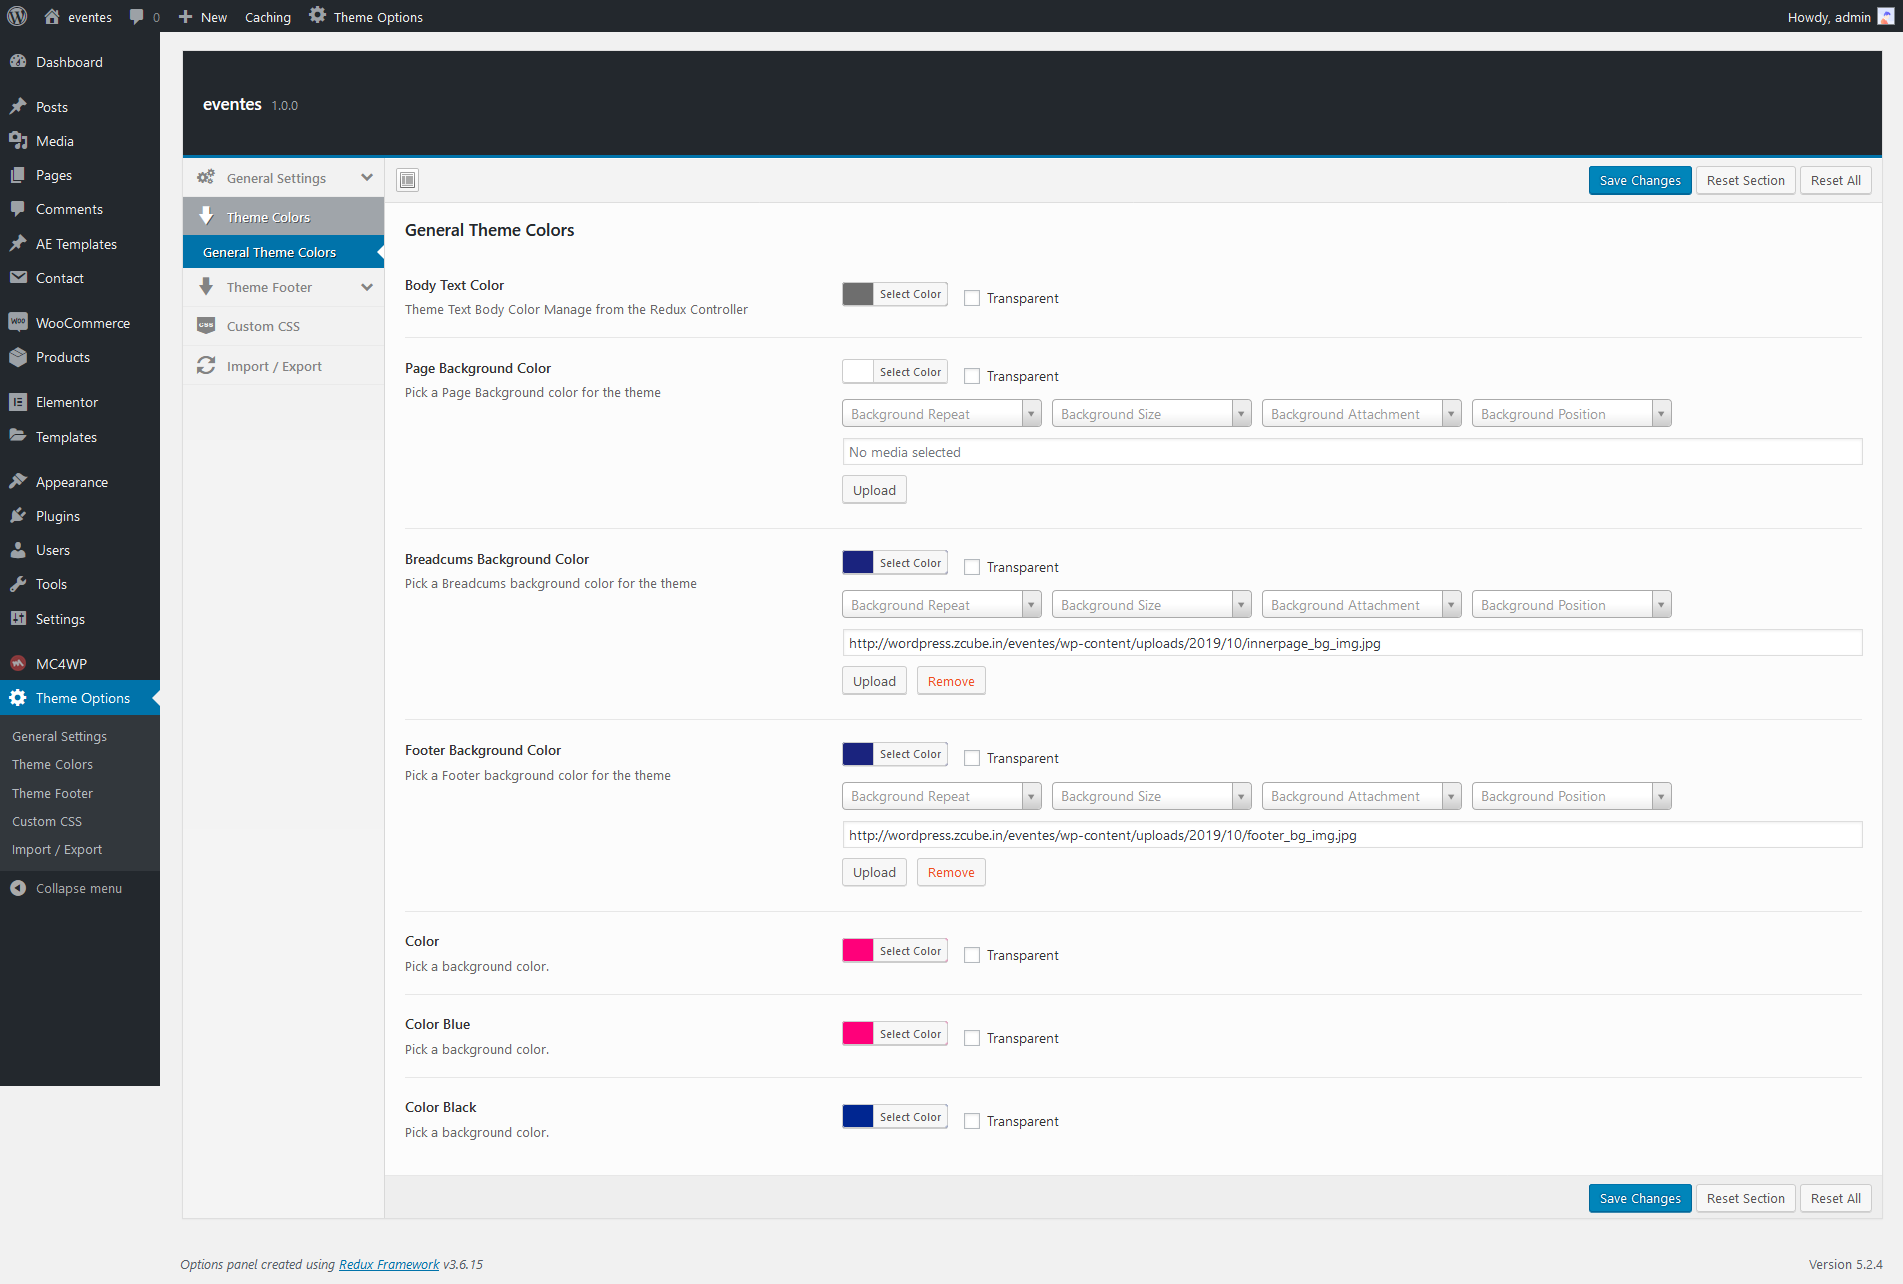 eventes 0 New Caching Theme Options Howdy, admin
Dashboard
Posts
Media
Pages
Comments
AE Templates
Contact
WOO WooCommerce
Products
Elementor
Templates
Appearance
Plugins
Users
Tools
Settings
MC4WP
Theme Options
General Settings
Theme Colors
Theme Footer
Custom CSS
Import / Export
Collapse menu
eventes 1.0.0
General Settings
Theme Colors
General Theme Colors
Theme Footer
CSS Custom CSS
Import / Export
Save Changes Reset Section Reset All
General Theme Colors
Body Text Color
Theme Text Body Color Manage from the Redux Controller
Select Color Transparent
Page Background Color
Pick a Page Background color for the theme
Select Color Transparent
Background Repeat Background Size Background Attachment Background Position
No media selected
Upload
Breadcums Background Color
Pick a Breadcums background color for the theme
Select Color Transparent
Background Repeat Background Size Background Attachment Background Position
http://wordpress.zcube.in/eventes/wp-content/uploads/2019/10/innerpage_bg_img.jpg
Upload Remove
Footer Background Color
Pick a Footer background color for the theme
Select Color Transparent
Background Repeat Background Size Background Attachment Background Position
http://wordpress.zcube.in/eventes/wp-content/uploads/2019/10/footer_bg_img.jpg
Upload Remove
Color
Pick a background color.
Select Color Transparent
Color Blue
Pick a background color.
Select Color Transparent
Color Black
Pick a background color.
Select Color Transparent
Save Changes Reset Section Reset All
Options panel created using Redux Framework v3.6.15
Version 5.2.4